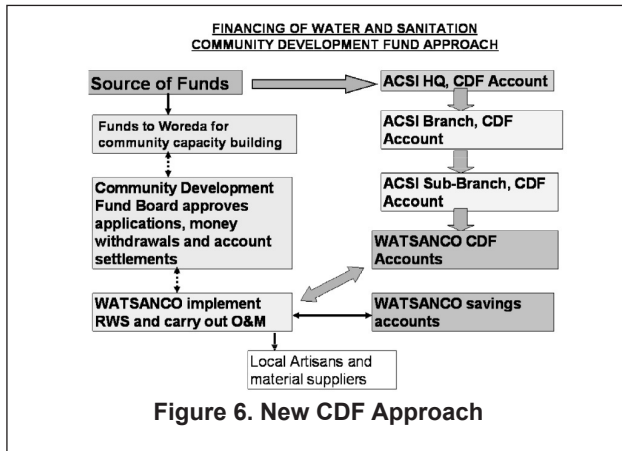 FINANCING OF WATER AND SANITATION
COMMUNITY DEVELOPMENT FUND APPROACH
Source of Funds
ACSI HQ, CDF Account
Funds to Woreda for
community capacity building
ACSI Branch, CDF
Account
Community Development
Fund Board approves
applications, money
withdrawals and account
settlements
ACSI Sub-Branch, CDF
Account
WATSANCO CDF
Accounts
WATSANCO implement
RWS and carry out O&M
WATSANCO savings
accounts
Local Artisans and
material suppliers
Figure 6. New CDF Approach